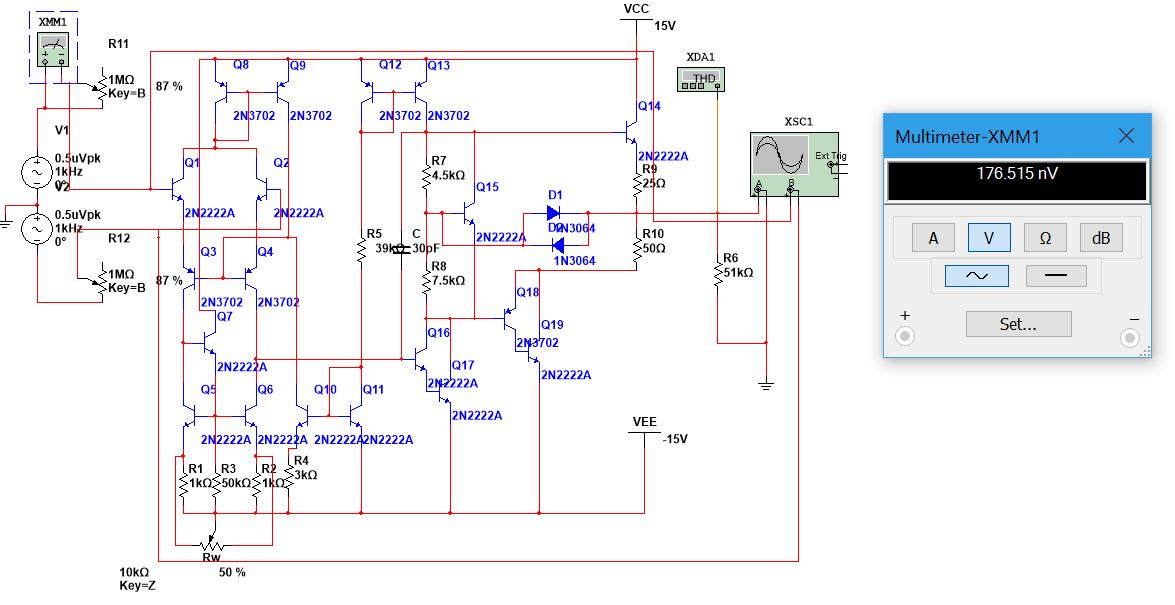 VCC
15V
XMM1
R11
1MΩ
Key=B
87 %
XDA1
THD
XSC1
Ext Trig
A
B
Q8
Q9
2N3702
2N3702
Q12
Q13
2N3702
2N3702
Q14
2N2222A
V1
0.5uVpk
1kHz
0°
V2
0.5uVpk
1kHz
0°
Q1
Q2
2N2222A
2N2222A
R7
4.5kΩ
Q15
2N2222A
R9
25Ω
D1
1N3064
D2
1N3064
R12
1MΩ
Key=B
87 %
R5
39kΩ
C
30pF
R10
50Ω
R6
51kΩ
Q3
Q4
2N3702
2N3702
R8
7.5kΩ
Q18
2N3702
Q19
2N2222A
Q7
2N2222A
Q16
2N2222A
Q17
2N2222A
Q5
Q6
2N2222A
2N2222A
Q10
Q11
2N2222A
2N2222A
VEE
-15V
R1
1kΩ
R3
50kΩ
R2
1kΩ
R4
3kΩ
Rw
10kΩ
Key=Z
50 %
Multimeter-XMM1
176.515 nV
A
V
Ω
dB
+
Set...